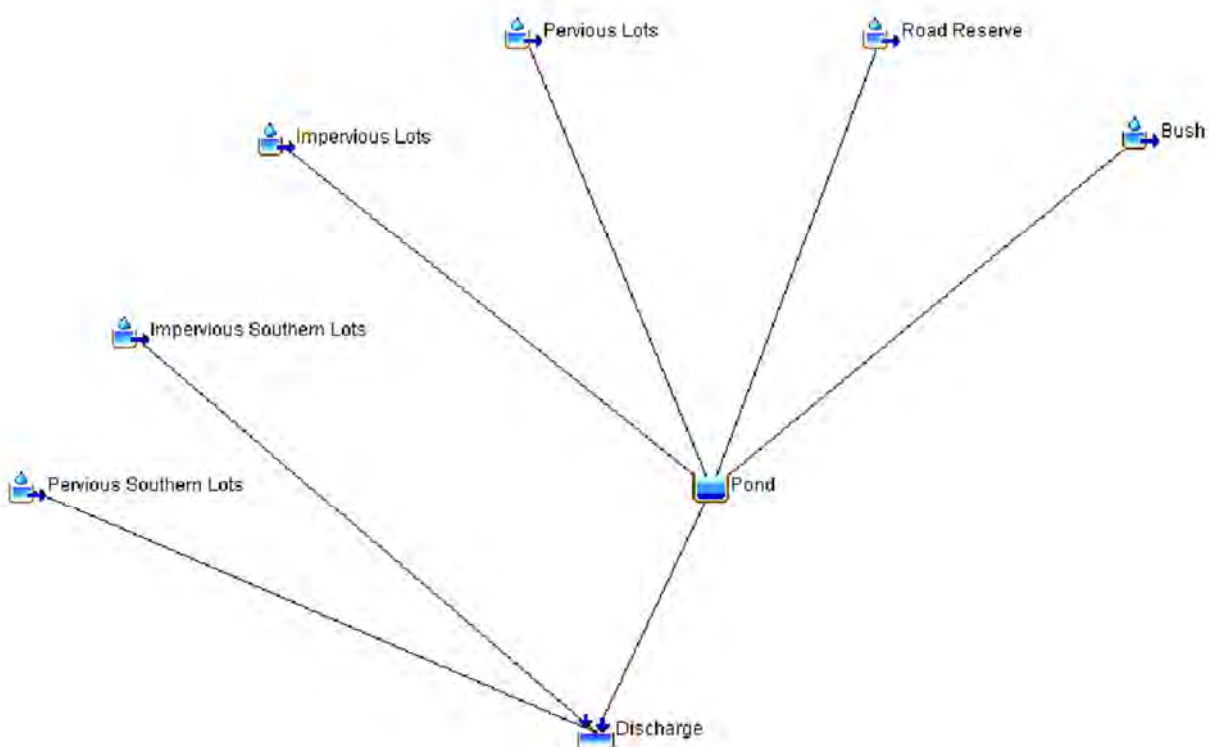 Pervious Lots
Road Reserve
Impervious Lots
Bush
Impervious Southern Lots
Pervious Southern Lots
Pond
Discharge